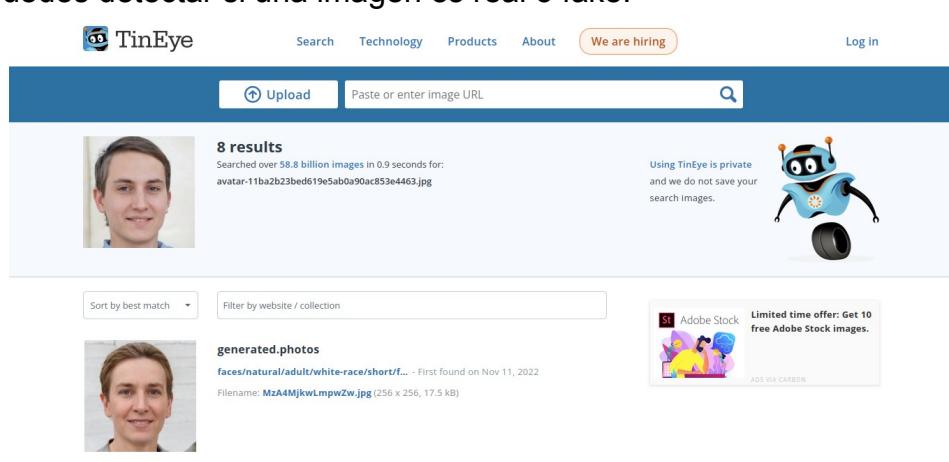 detectar si una imagen es real o fake.
TinEye
Search Technology Products About We are hiring Log in
Upload Paste or enter image URL
8 results
Searched over 58.8 billion images in 0.9 seconds for:
avatar-11ba2b23bed619e5ab0a90ac853e4463.jpg
Using TinEye is private
and we do not save your
search images.
Sort by best match Filter by website / collection
St Adobe Stock Limited time offer: Get 10
free Adobe Stock images.
ADS VIA CARBON
generated.photos
faces/natural/adult/white-race/short/f... - First found on Nov 11, 2022
Filename: MzA4MjkwLmpwZw.jpg (256 x 256, 17.5 kB)